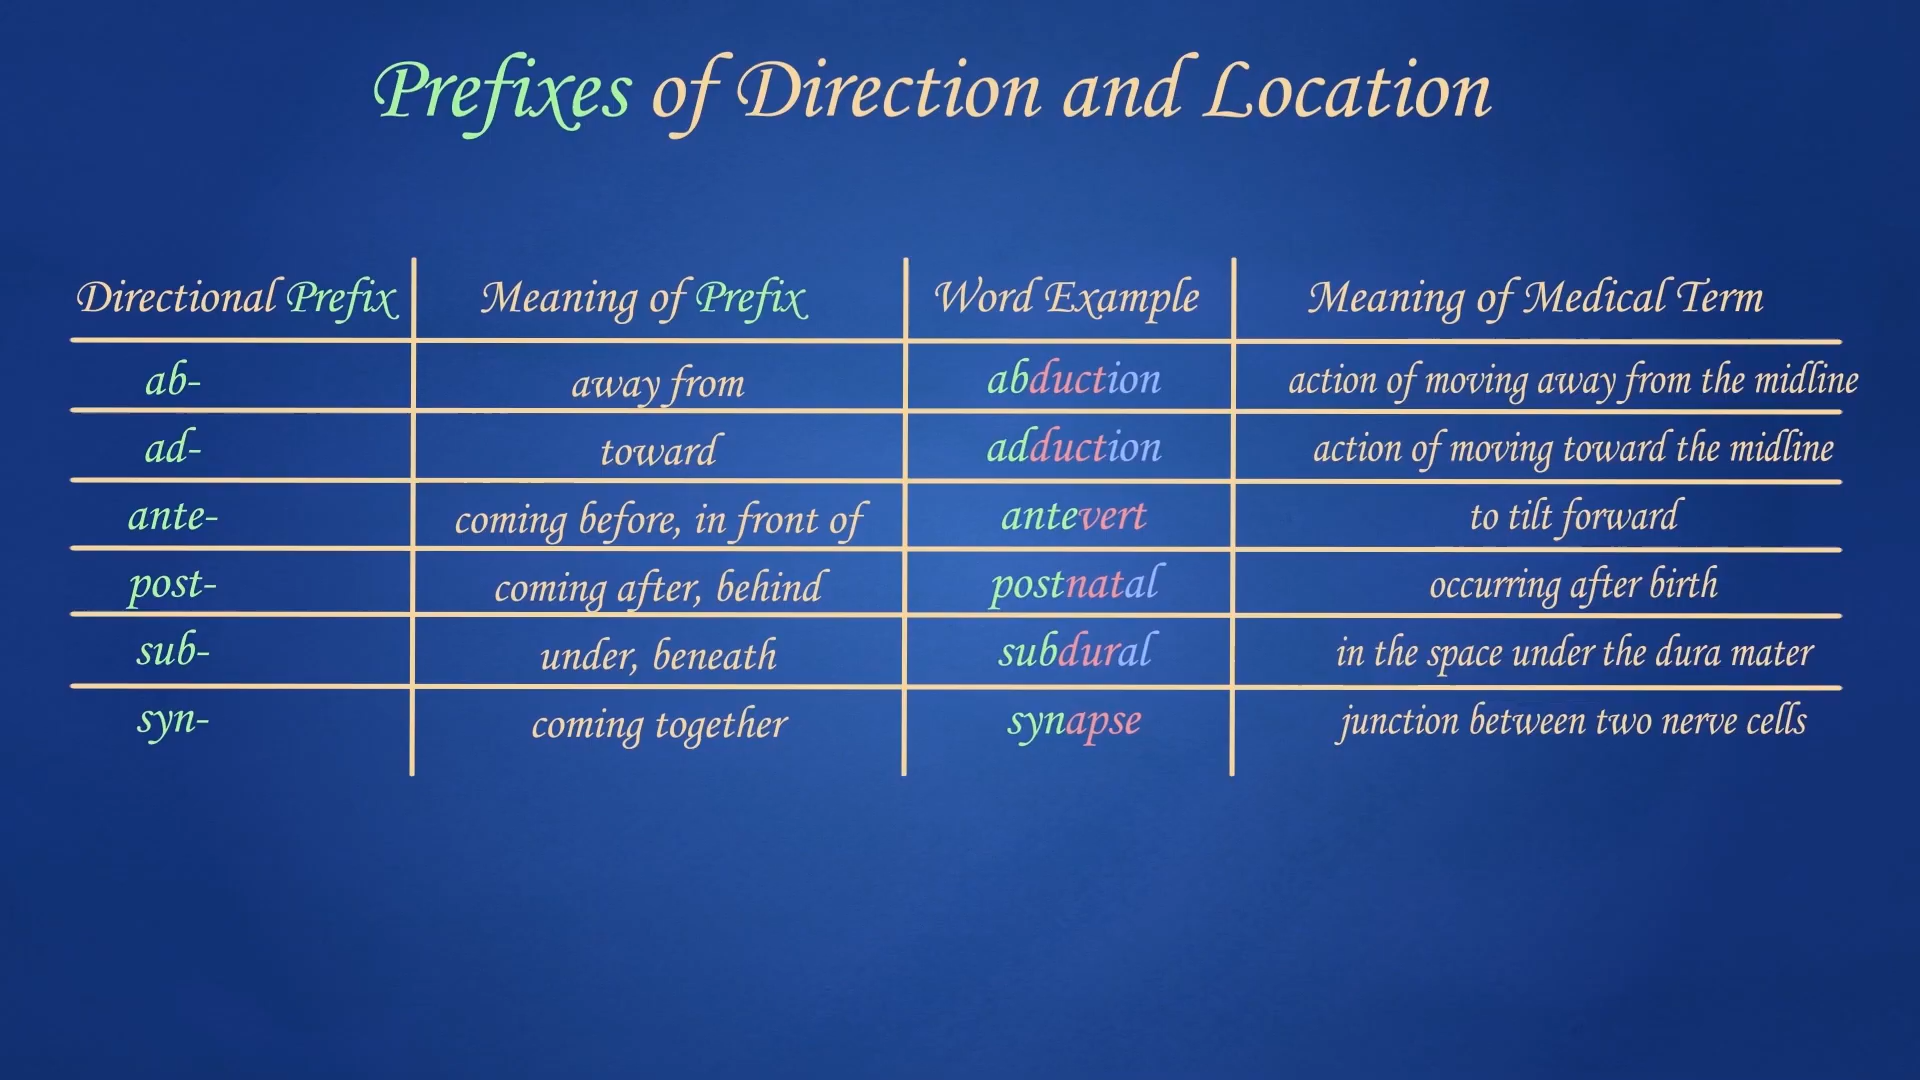 Prefixes of Direction and Location
Directional Prefix Meaning of Prefix Word Example Meaning of Medical Term
ab- away from abduction action of moving away from the midline
ad- toward adduction action of moving toward the midline
ante- coming before, in front of antevert to tilt forward
post- coming after, behind postnatal occurring after birth
sub- under, beneath subdural in the space under the dura mater
syn- coming together synapse junction between two nerve cells